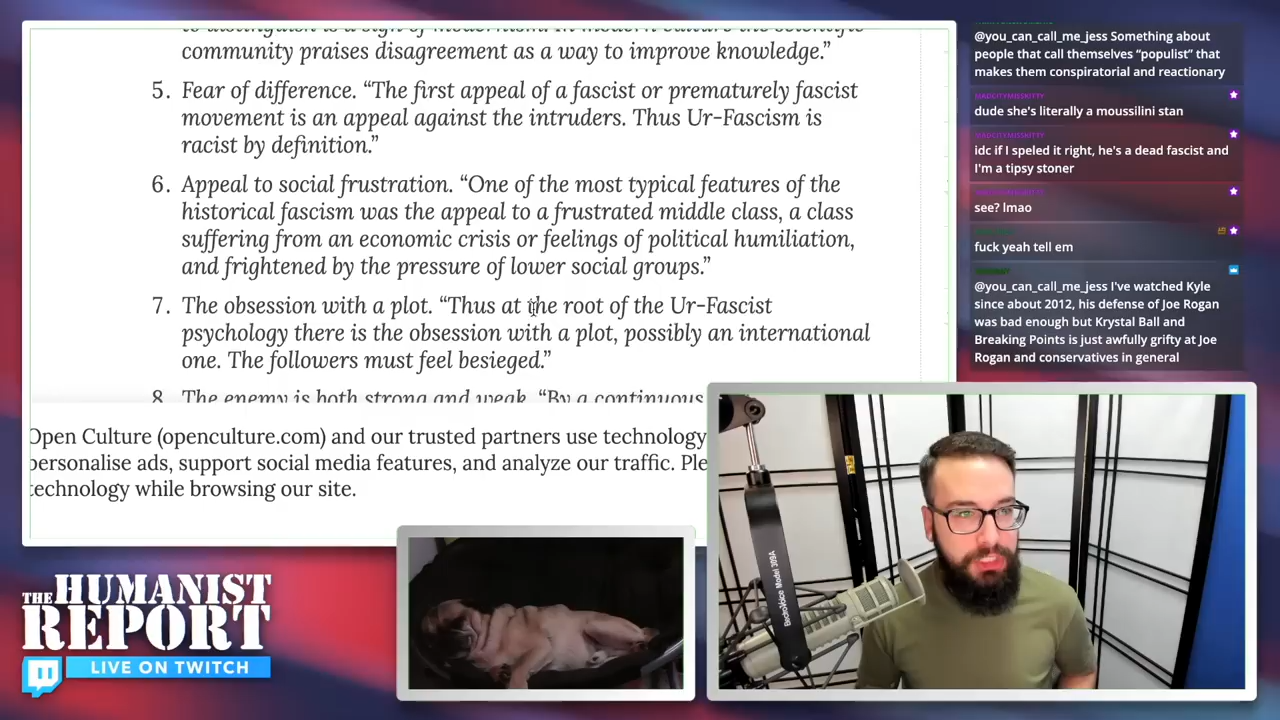 community praises disagreement as a way to improve knowledge.”
5. Fear of difference. “The first appeal of a fascist or prematurely fascist
movement is an appeal against the intruders. Thus Ur-Fascism is
racist by definition.”
6. Appeal to social frustration. “One of the most typical features of the
historical fascism was the appeal to a frustrated middle class, a class
suffering from an economic crisis or feelings of political humiliation,
and frightened by the pressure of lower social groups.”
7. The obsession with a plot. “Thus at the root of the Ur-Fascist
psychology there is the obsession with a plot, possibly an international
one. The followers must feel besieged.”
8. The enemy is both strong and weak. “By a continuous
Open Culture (openculture.com) and our trusted partners use technology
personalise ads, support social media features, and analyze our traffic. Ple
technology while browsing our site.
@you_can_call_me_jess Something about
people that call themselves “populist” that
makes them conspiratorial and reactionary
dude she's literally a moussilini stan
idc if I speled it right, he's a dead fascist and
I'm a tipsy stoner
see? lmao
fuck yeah tell em
@you_can_call_me_jess I've watched Kyle
since about 2012, his defense of Joe Rogan
was bad enough but Krystal Ball and
Breaking Points is just awfully grifty at Joe
Rogan and conservatives in general
ElectroVoice Model 309A
THE HUMANIST
REPORT
LIVE ON TWITCH